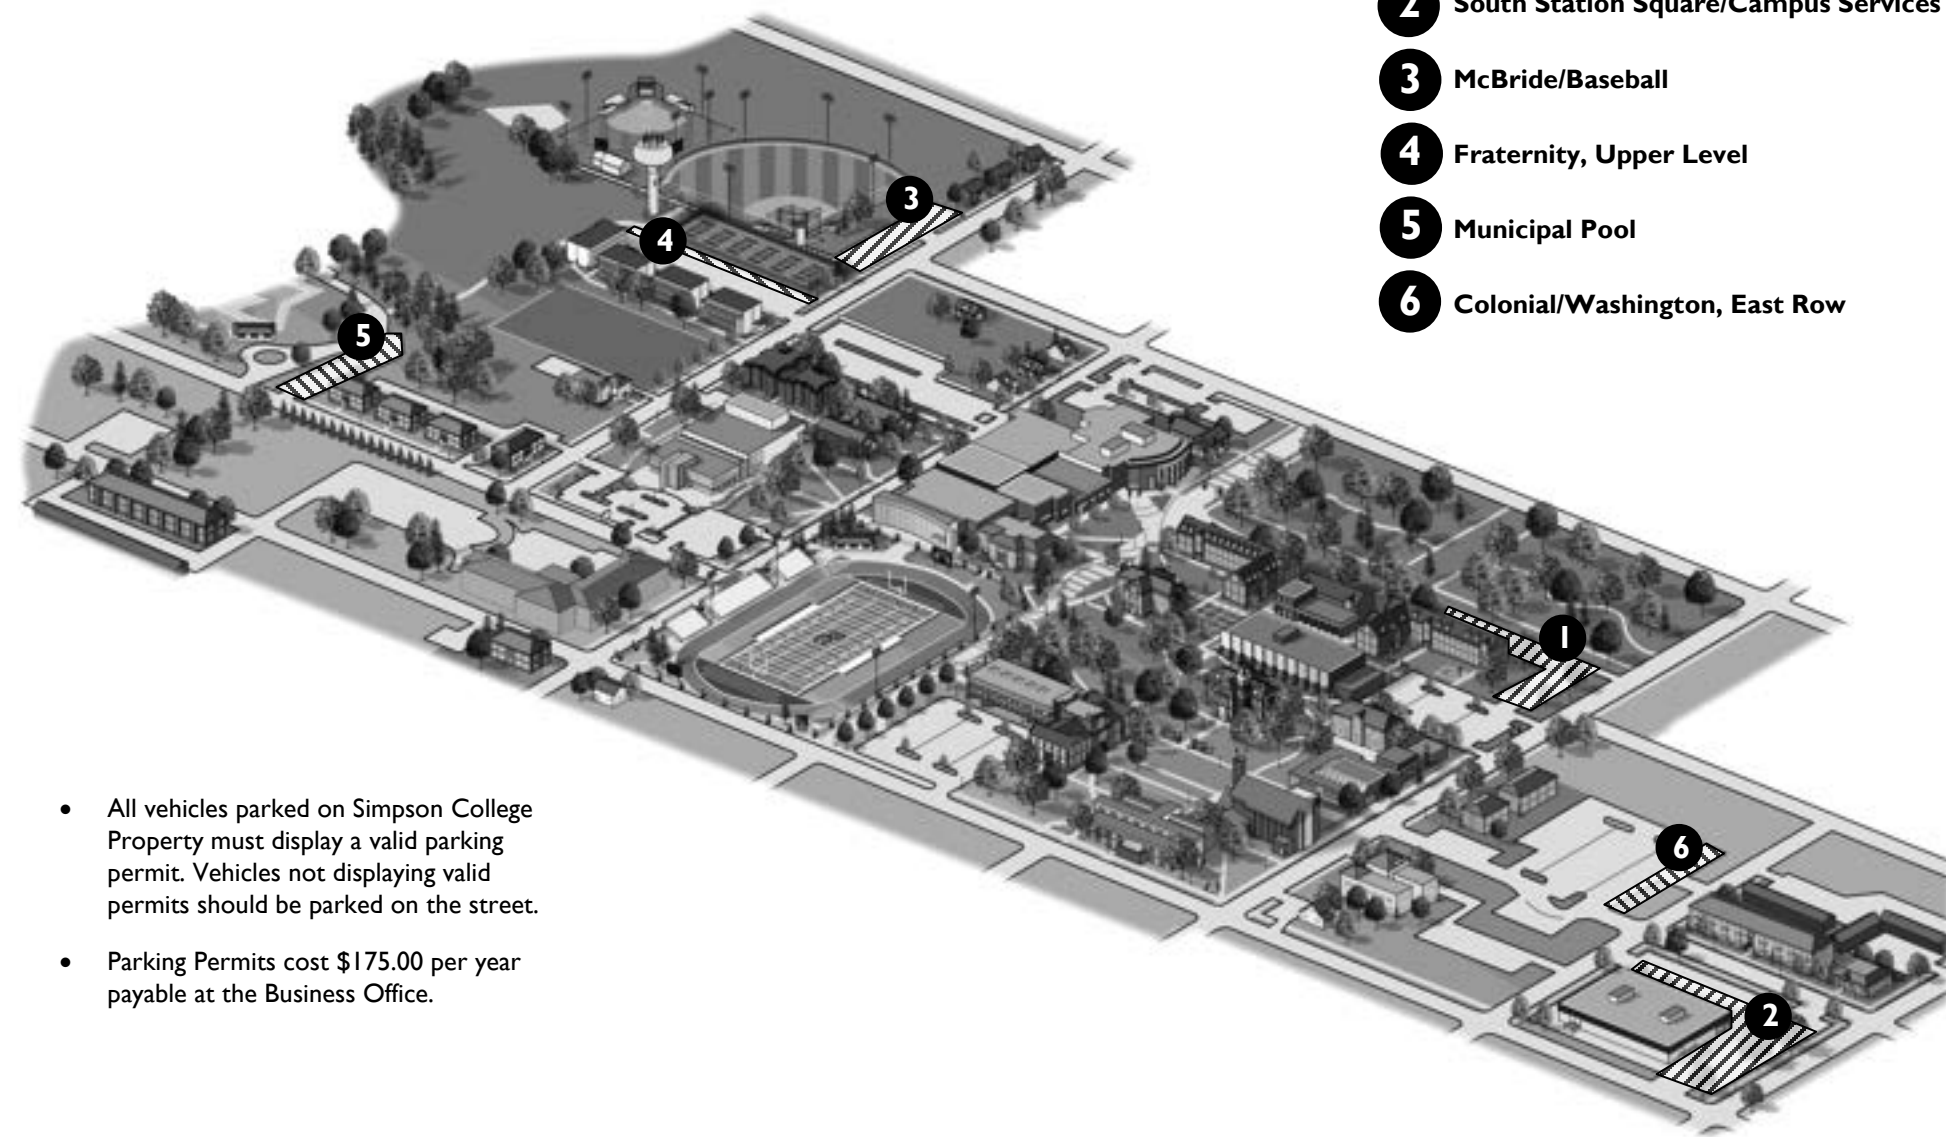 2 South Station Square/Campus Services
3 McBride/Baseball
4 Fraternity, Upper Level
5 Municipal Pool
6 Colonial/Washington, East Row
3
4
5
1
6
2
• All vehicles parked on Simpson College
Property must display a valid parking
permit. Vehicles not displaying valid
permits should be parked on the street.
• Parking Permits cost $175.00 per year
payable at the Business Office.